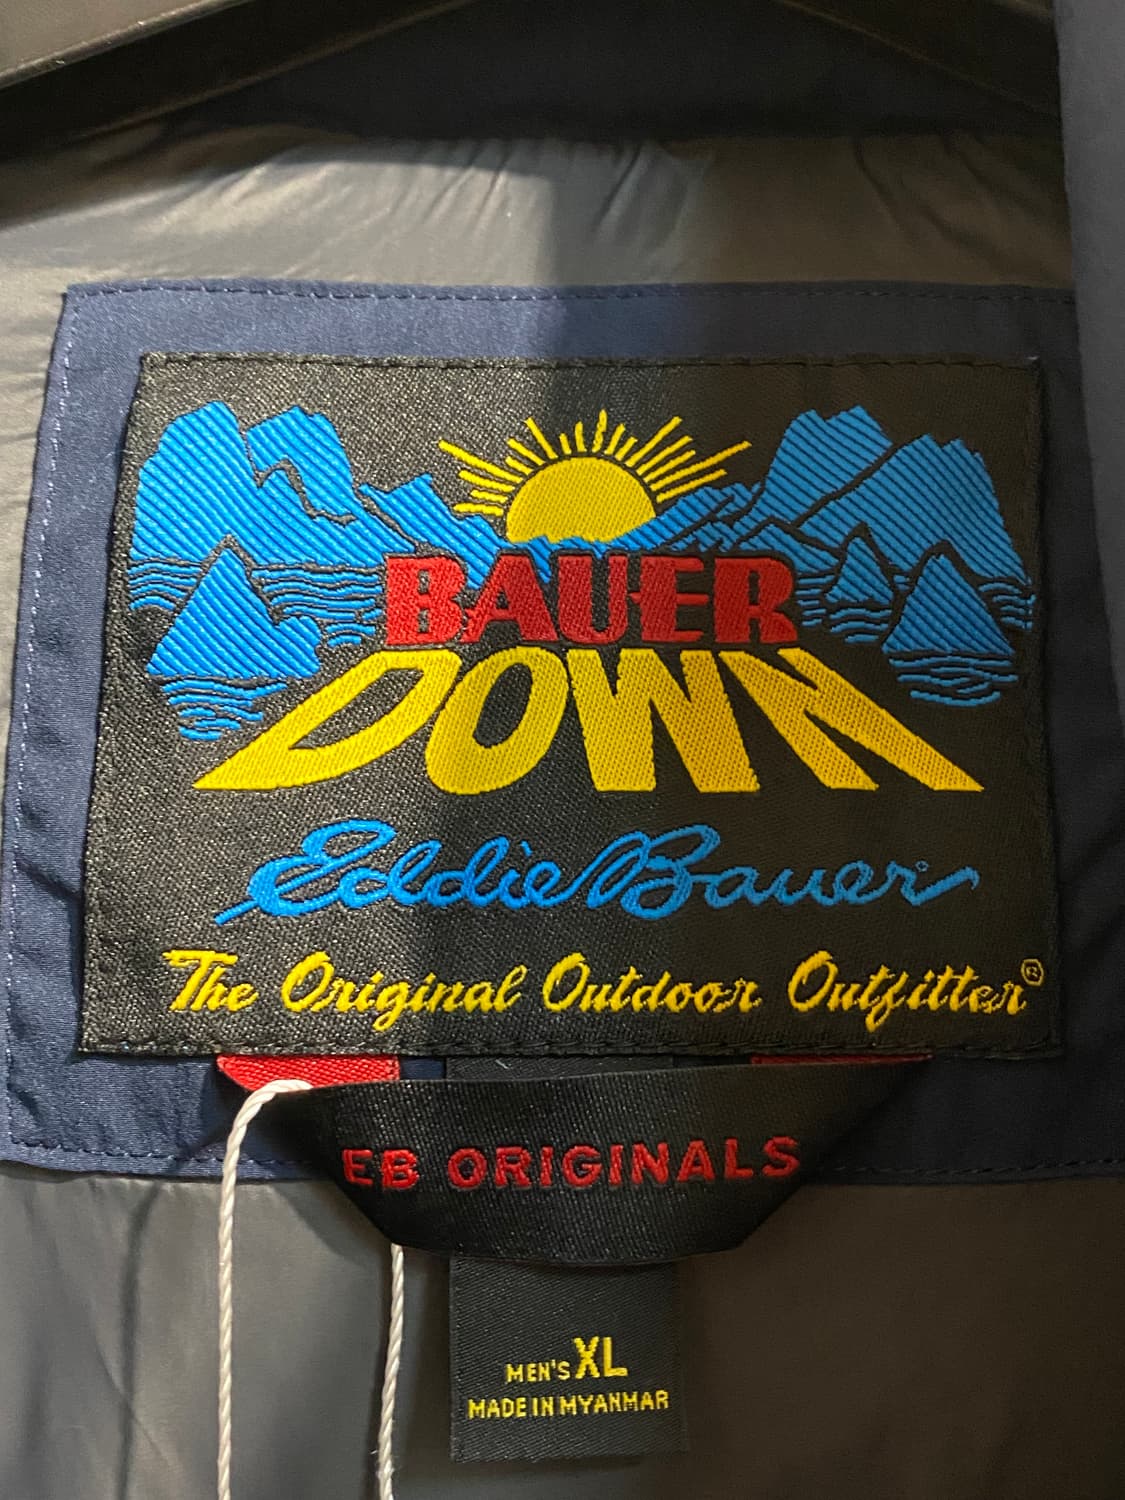 BAUER
DOWN
Eddie Bauer
The Original Outdoor Outfitter®
EB ORIGINALS
MEN'S XL
MADE IN MYANMAR